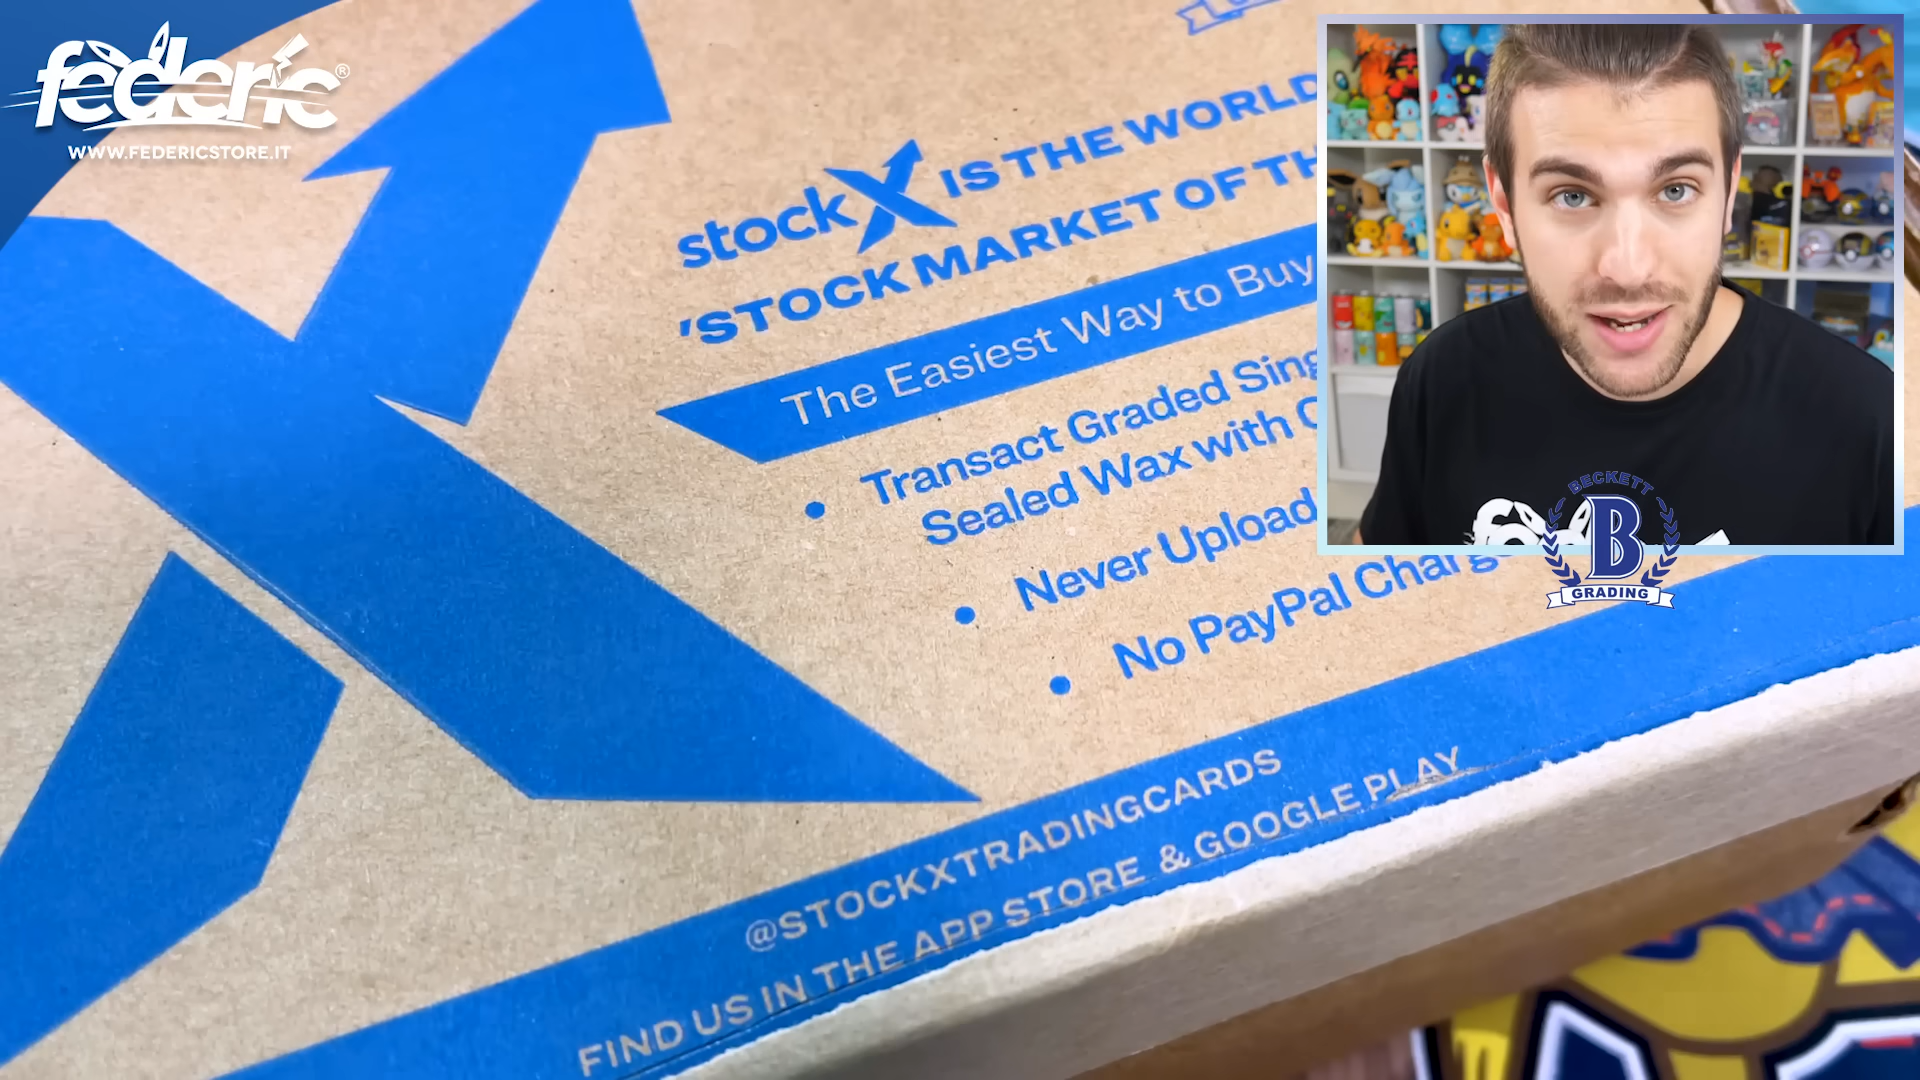 federic®
WWW.FEDERICSTORE.IT
stockX IS THE WORLD
'STOCK MARKET OF TH
The Easiest Way to Buy
• Transact Graded Sing
Sealed Wax with C
• Never Upload
• No PayPal Charg
BECKETT
B
GRADING
@STOCKXTRADINGCARDS
FIND US IN THE APP STORE & GOOGLE PLAY